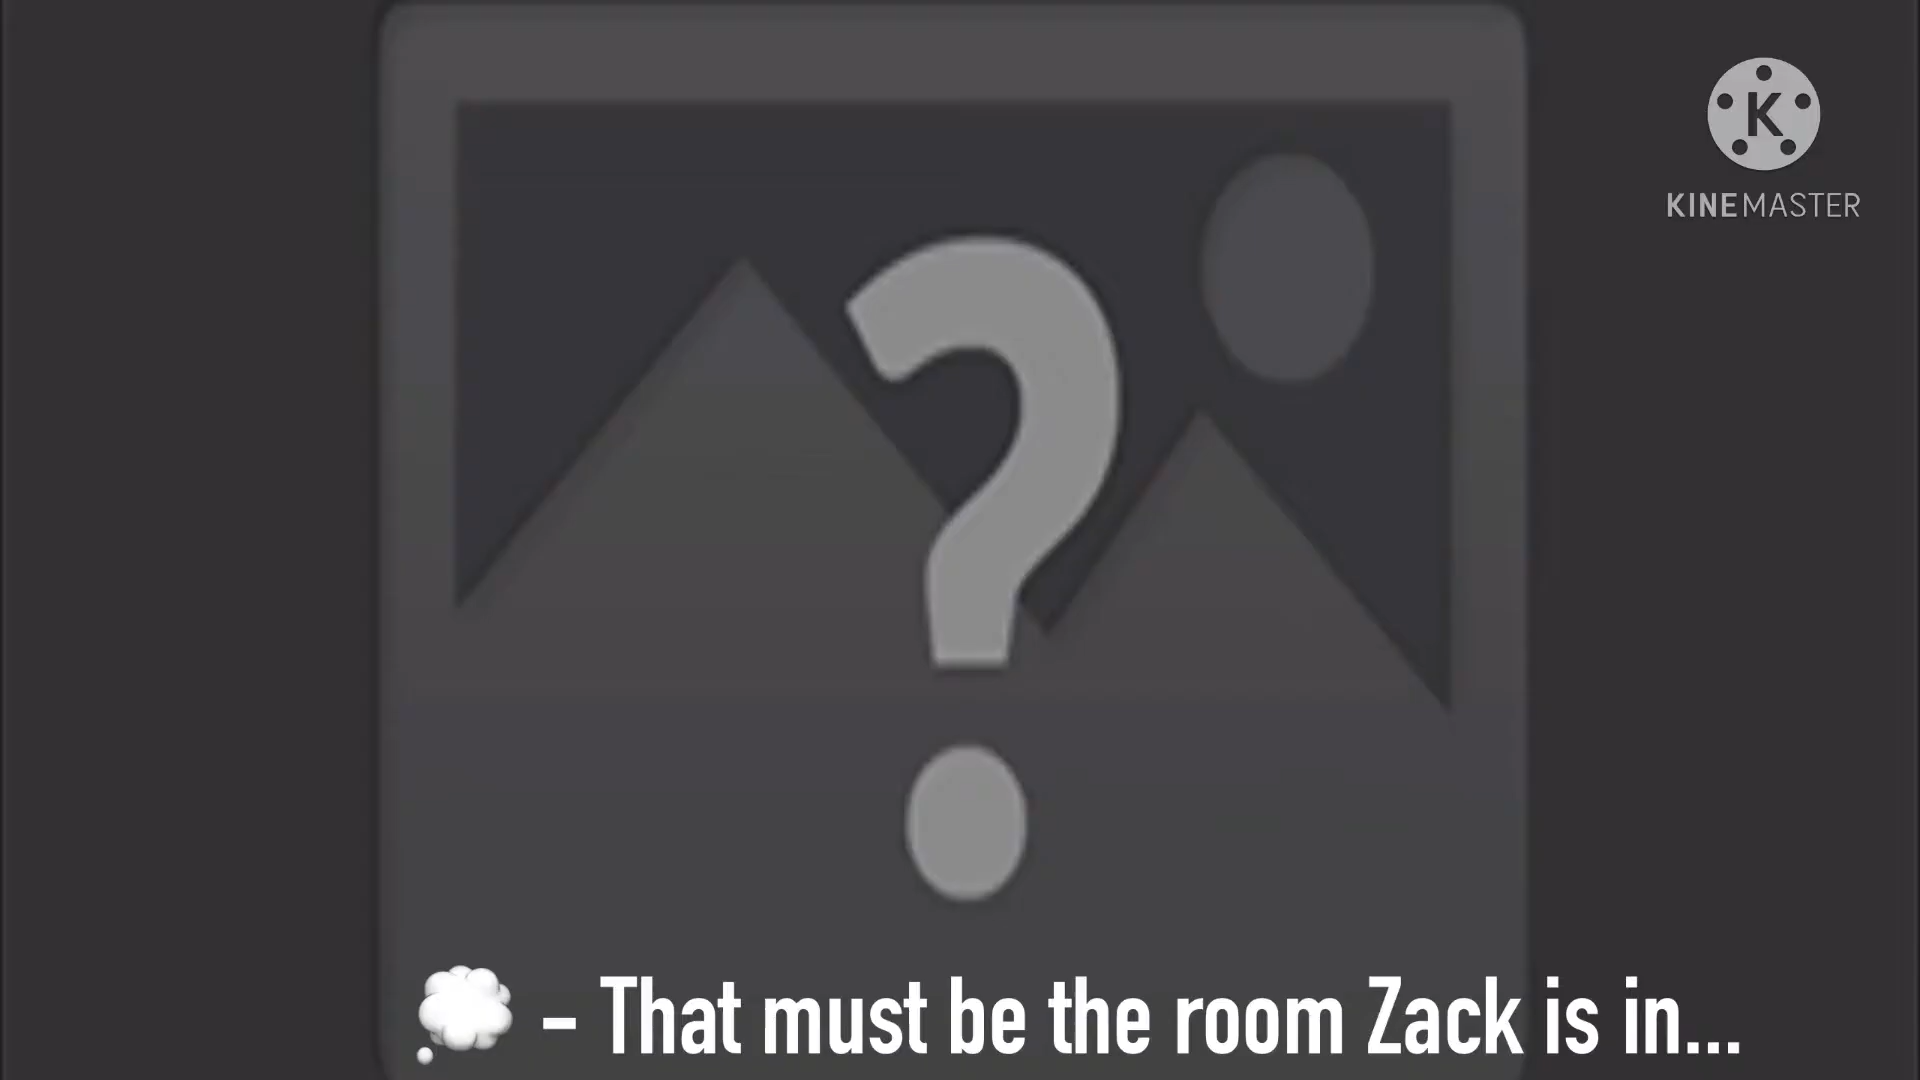 K
KINEMASTER
?
💭 - That must be the room Zack is in...